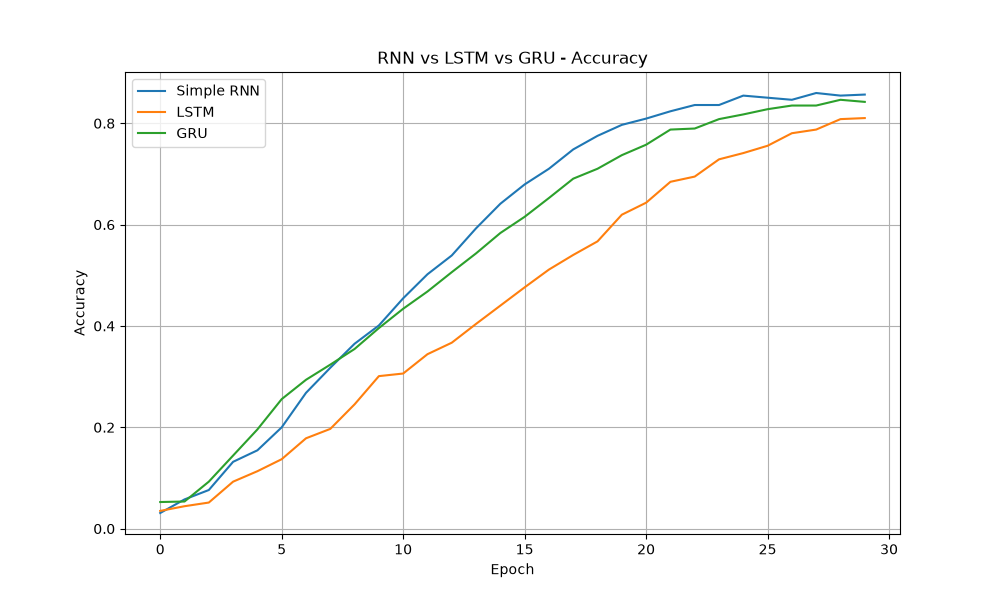 RNN vs LSTM vs GRU - Accuracy
Simple RNN
LSTM
GRU
Accuracy
0.8
0.6
0.4
0.2
0.0
0 5 10 15 20 25 30
Epoch